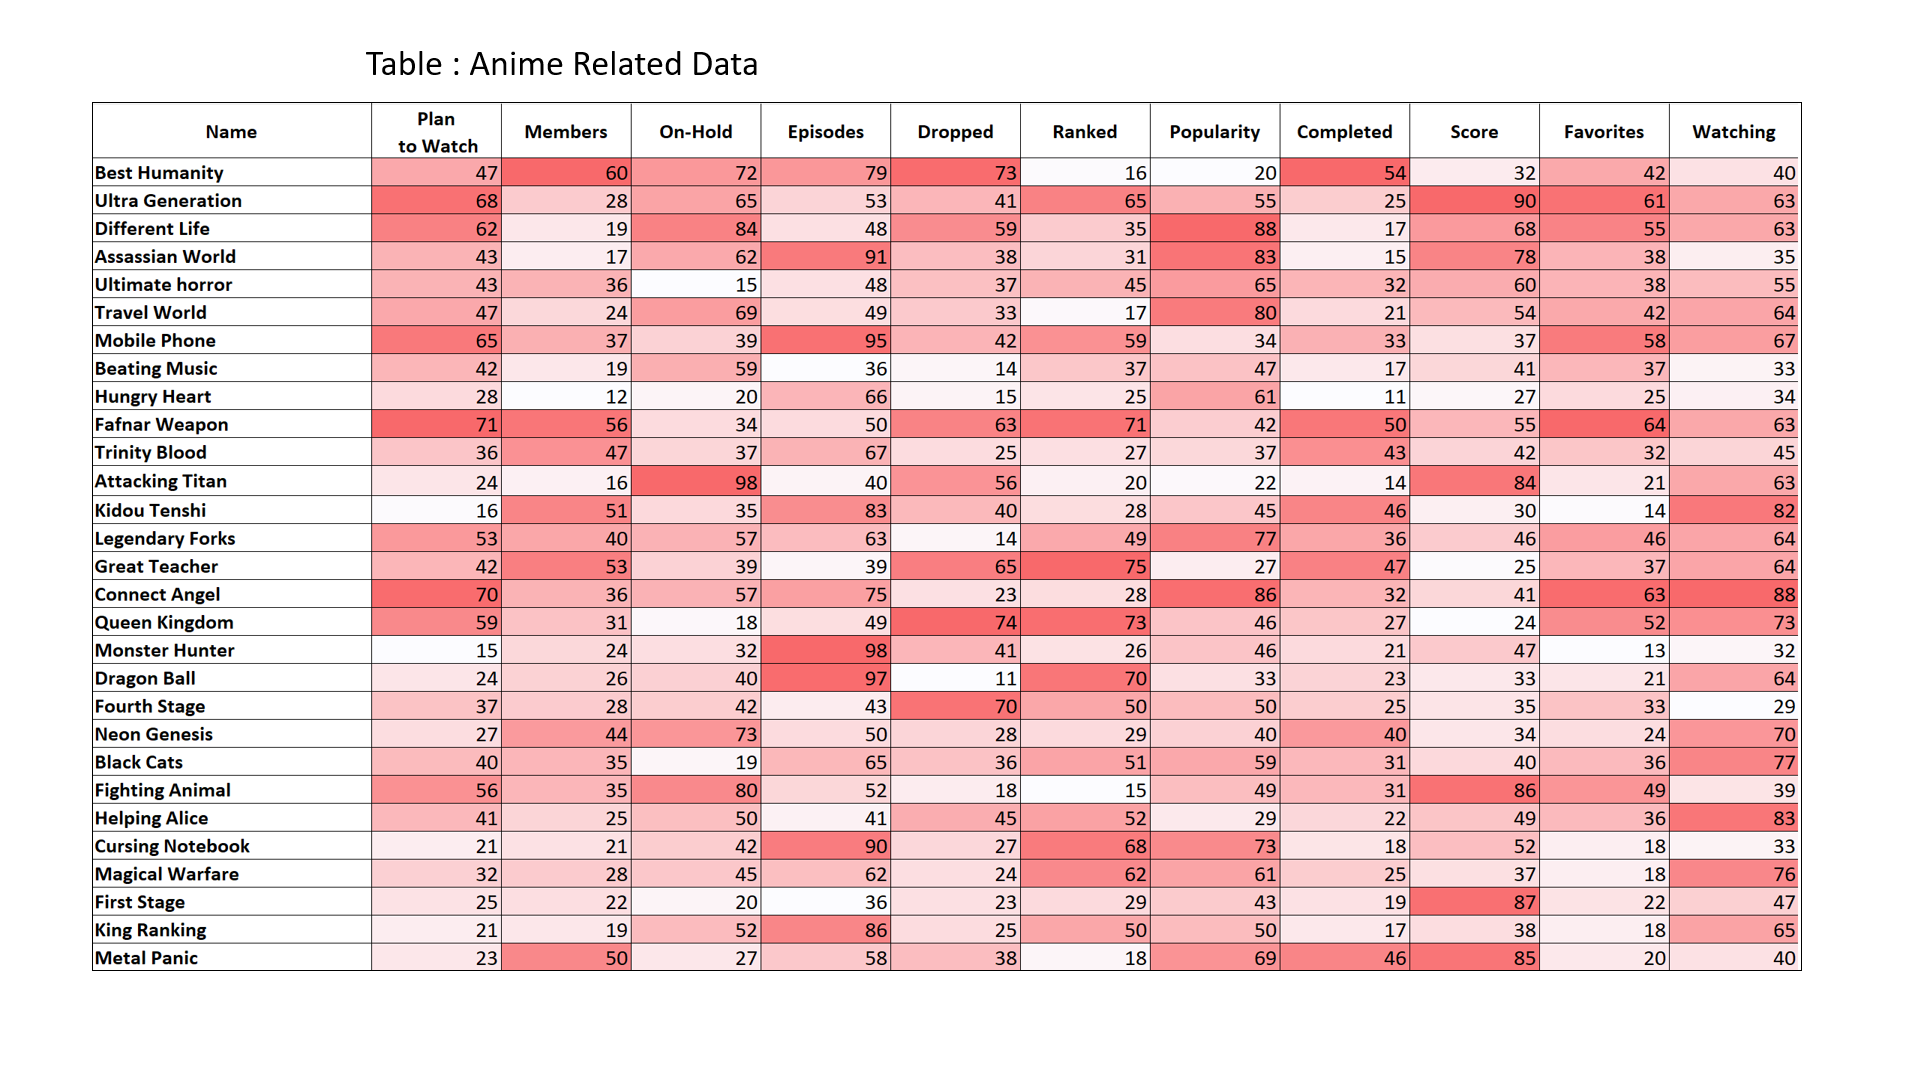 Table : Anime Related Data
Name Plan to Watch Members On-Hold Episodes Dropped Ranked Popularity Completed Score Favorites Watching
Best Humanity 47 60 72 79 73 16 20 54 32 42 40
Ultra Generation 68 28 65 53 41 65 55 25 90 61 63
Different Life 62 19 84 48 59 35 88 17 68 55 63
Assassian World 43 17 62 91 38 31 83 15 78 38 35
Ultimate horror 43 36 15 48 37 45 65 32 60 38 55
Travel World 47 24 69 49 33 17 80 21 54 42 64
Mobile Phone 65 37 39 95 42 59 34 33 37 58 67
Beating Music 42 19 59 36 14 37 47 17 41 37 33
Hungry Heart 28 12 20 66 15 25 61 11 27 25 34
Fafnar Weapon 71 56 34 50 63 71 42 50 55 64 63
Trinity Blood 36 47 37 67 25 27 37 43 42 32 45
Attacking Titan 24 16 98 40 56 20 22 14 84 21 63
Kidou Tenshi 16 51 35 83 40 28 45 46 30 14 82
Legendary Forks 53 40 57 63 14 49 77 36 46 46 64
Great Teacher 42 53 39 39 65 75 27 47 25 37 64
Connect Angel 70 36 57 75 23 28 86 32 41 63 88
Queen Kingdom 59 31 18 49 74 73 46 27 24 52 73
Monster Hunter 15 24 32 98 41 26 46 21 47 13 32
Dragon Ball 24 26 40 97 11 70 33 23 33 21 64
Fourth Stage 37 28 42 43 70 50 50 25 35 33 29
Neon Genesis 27 44 73 50 28 29 40 40 34 24 70
Black Cats 40 35 19 65 36 51 59 31 40 36 77
Fighting Animal 56 35 80 52 18 15 49 31 86 49 39
Helping Alice 41 25 50 41 45 52 29 22 49 36 83
Cursing Notebook 21 21 42 90 27 68 73 18 52 18 33
Magical Warfare 32 28 45 62 24 62 61 25 37 18 76
First Stage 25 22 20 36 23 29 43 19 87 22 47
King Ranking 21 19 52 86 25 50 50 17 38 18 65
Metal Panic 23 50 27 58 38 18 69 46 85 20 40